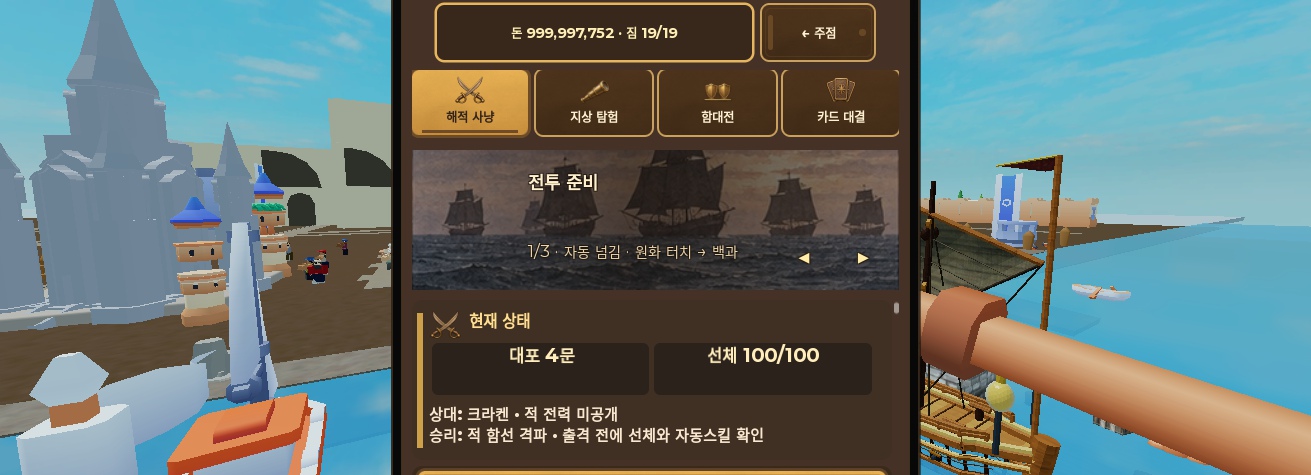 돈 999,997,752 · 짐 19/19
← 주점
해적 사냥
지상 탐험
함대전
카드 대결
전투 준비
1/3 · 자동 넘김 · 원화 터치 → 백과
◀ ▶
현재 상태
대포 4문
선체 100/100
상대: 크라켄 • 적 전력 미공개
승리: 적 함선 격파 • 출격 전에 선체와 자동스킬 확인